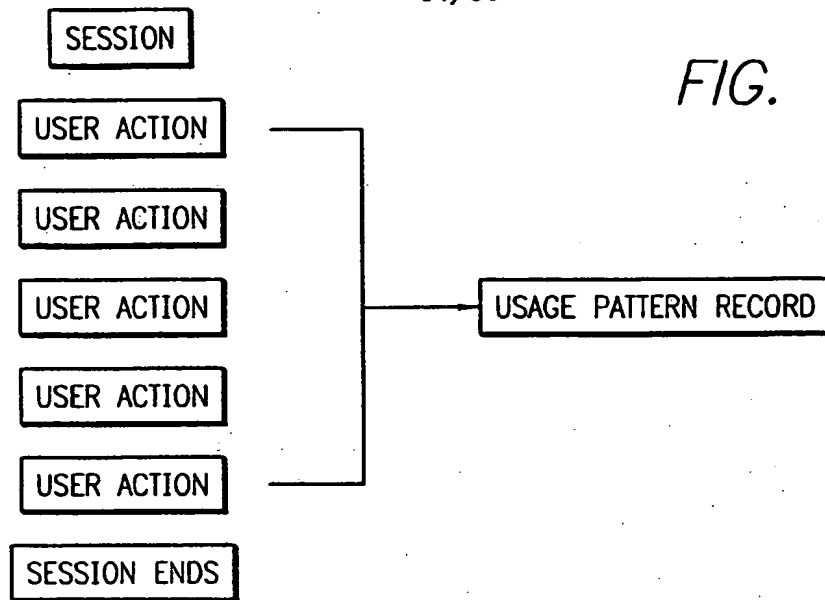 SESSION
FIG.
USER ACTION
USER ACTION
USER ACTION
USAGE PATTERN RECORD
USER ACTION
USER ACTION
SESSION ENDS